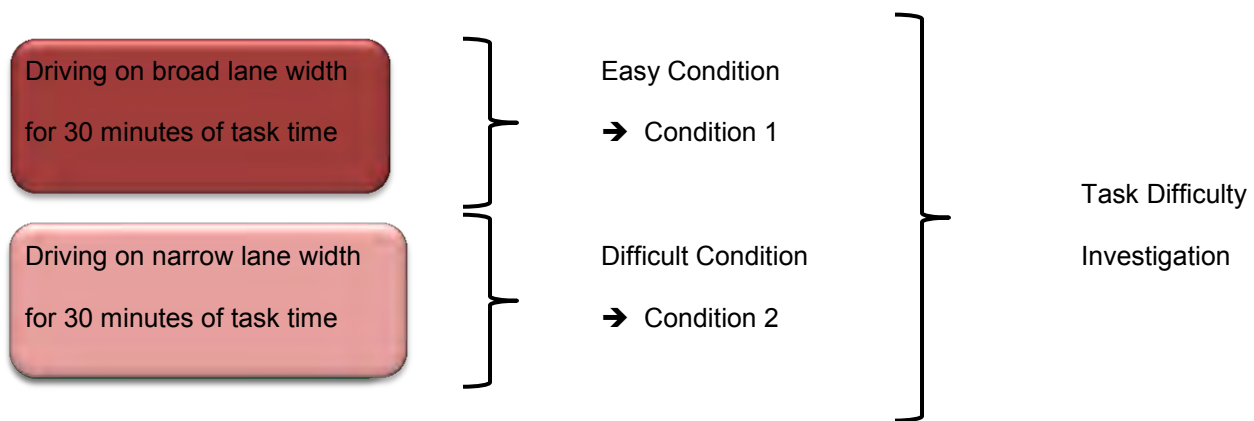 Driving on broad lane width
for 30 minutes of task time
Easy Condition
➔ Condition 1
Driving on narrow lane width
for 30 minutes of task time
Difficult Condition
➔ Condition 2
Task Difficulty
Investigation